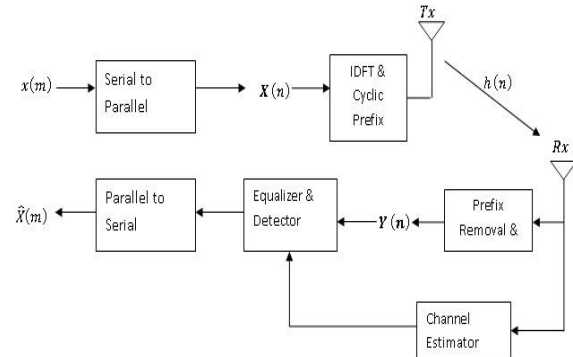 Tx
x(m)
Serial to
Parallel
X(n)
IDFT &
Cyclic
Prefix
h(n)
Rx
X̂(m)
Parallel to
Serial
Equalizer &
Detector
Y(n)
Prefix
Removal &
Channel
Estimator